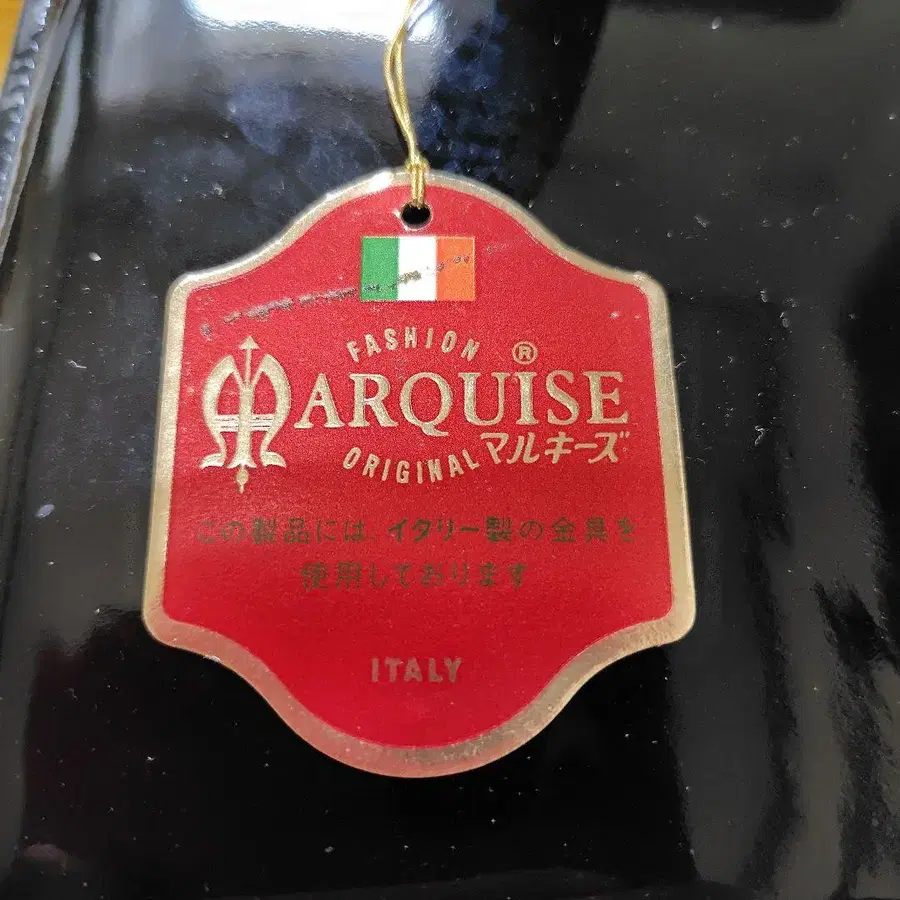 FASHION
MARQUISE®
ORIGINAL マルキーズ
この製品には、イタリー製の金具を
使用しております
ITALY